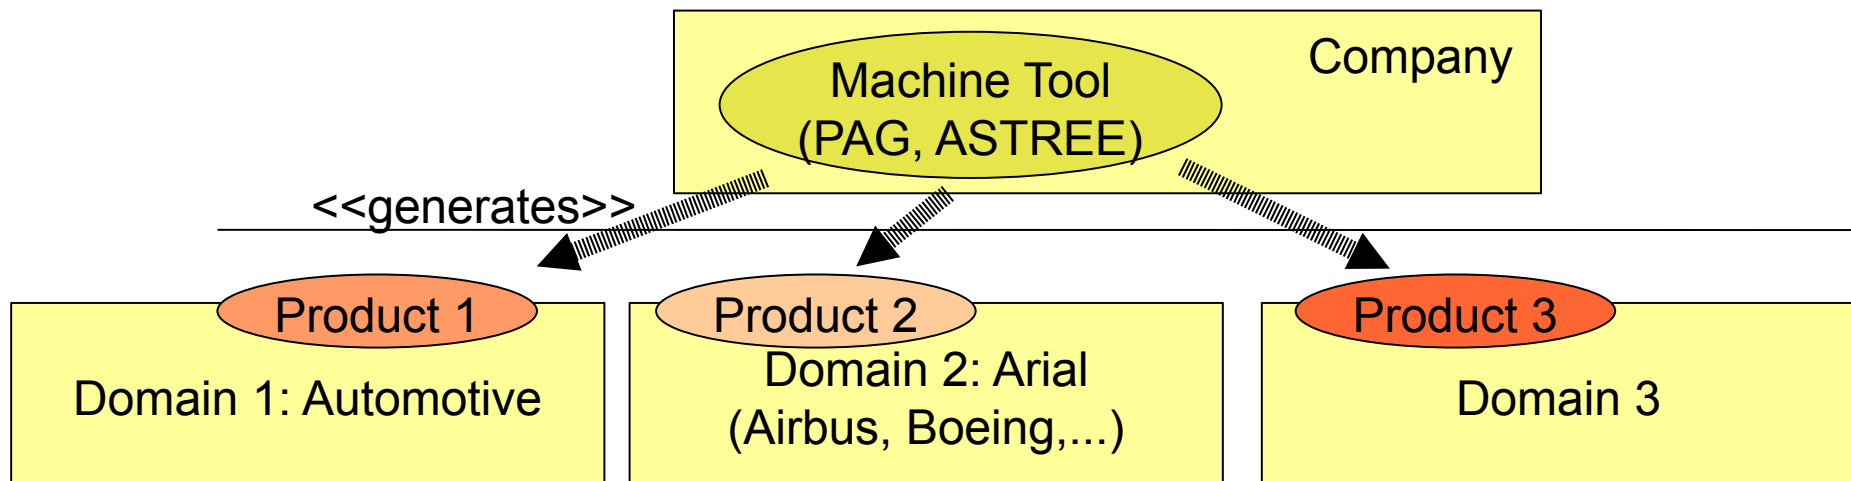 Company
Machine Tool
(PAG, ASTREE)
<<generates>>
Product 1
Product 2
Product 3
Domain 1: Automotive
Domain 2: Arial
(Airbus, Boeing,...)
Domain 3